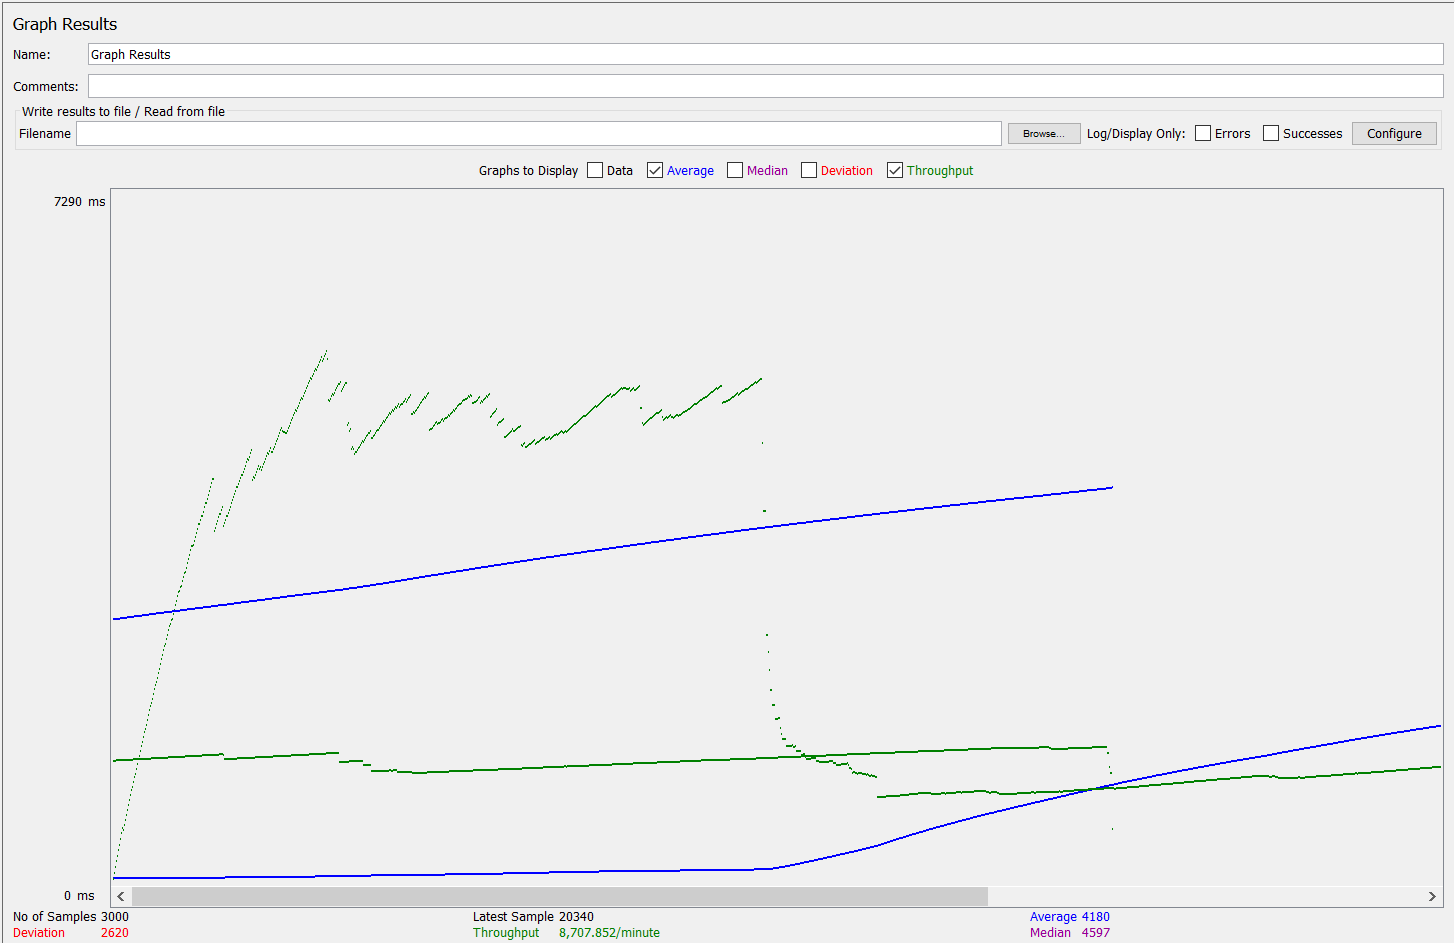 Graph Results
Name: Graph Results
Comments:
Write results to file / Read from file
Filename Browse... Log/Display Only: Errors Successes Configure
Graphs to Display Data Average Median Deviation Throughput
7290 ms
0 ms
No of Samples 3000 Latest Sample 20340 Average 4180
Deviation 2620 Throughput 8,707.852/minute Median 4597